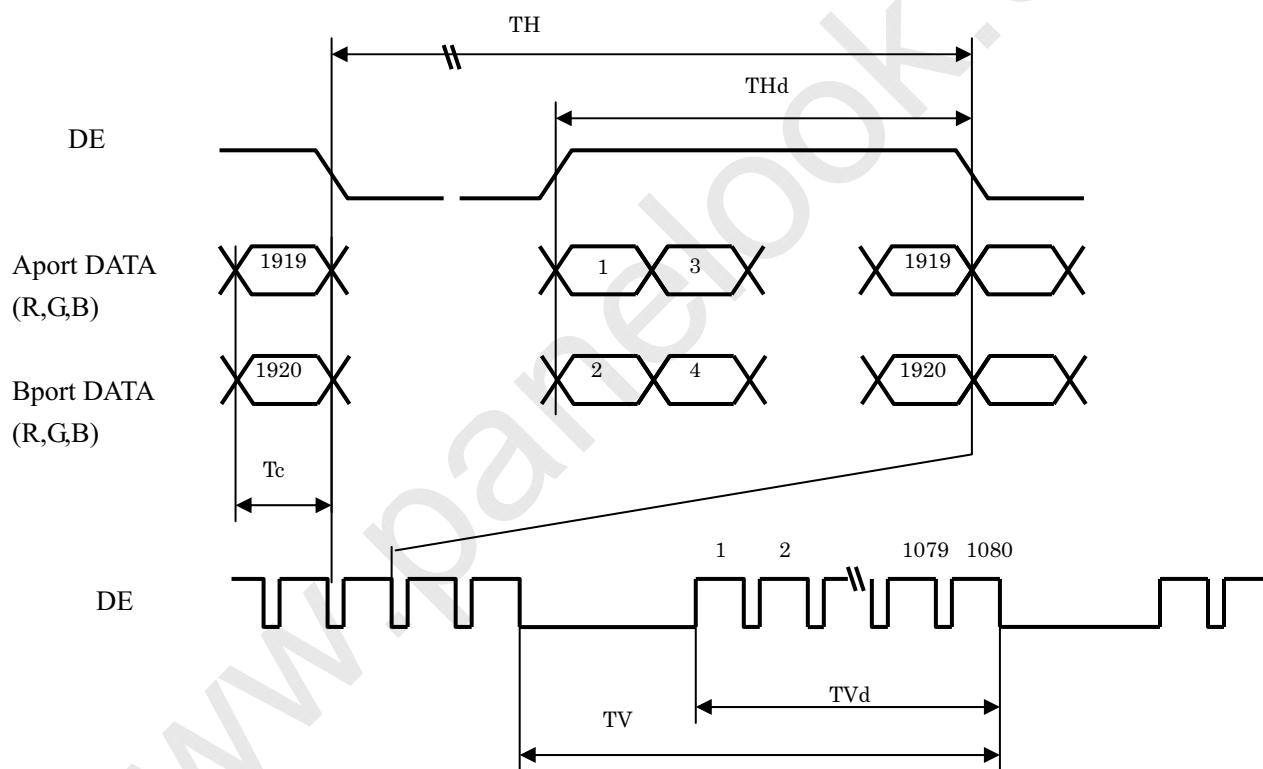 TH
THd
DE
1919 1 3 1919
Aport DATA
(R,G,B)
1920 2 4 1920
Bport DATA
(R,G,B)
Tc
1 2 1079 1080
DE
TVd
TV
www.panelook.